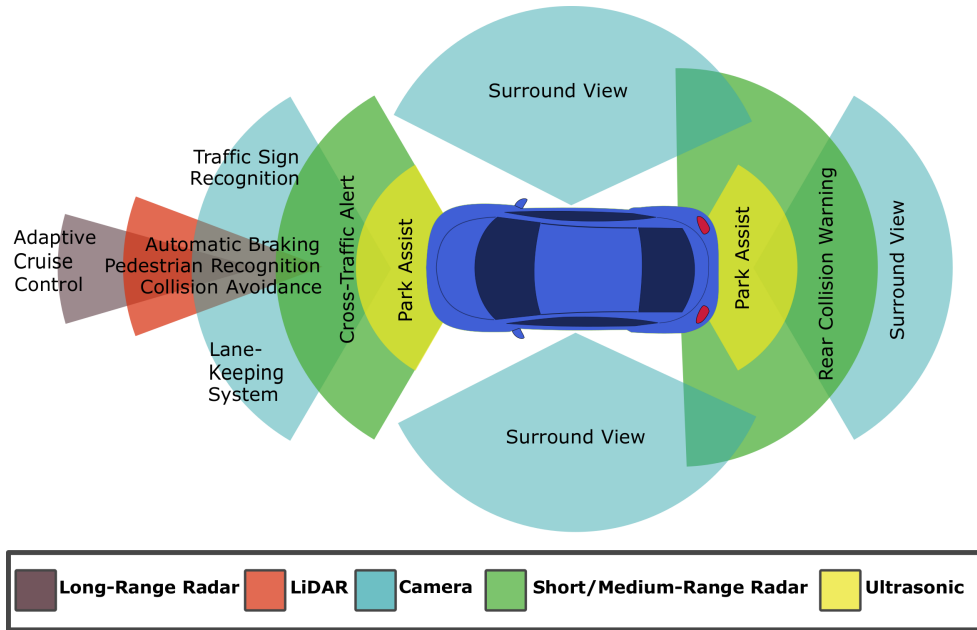 Surround View
Traffic Sign
Recognition
Adaptive
Cruise
Control
Automatic Braking
Pedestrian Recognition
Collision Avoidance
Cross-Traffic Alert
Park Assist
Park Assist
Rear Collision Warning
Surround View
Lane-
Keeping
System
Surround View
Long-Range Radar
LiDAR
Camera
Short/Medium-Range Radar
Ultrasonic